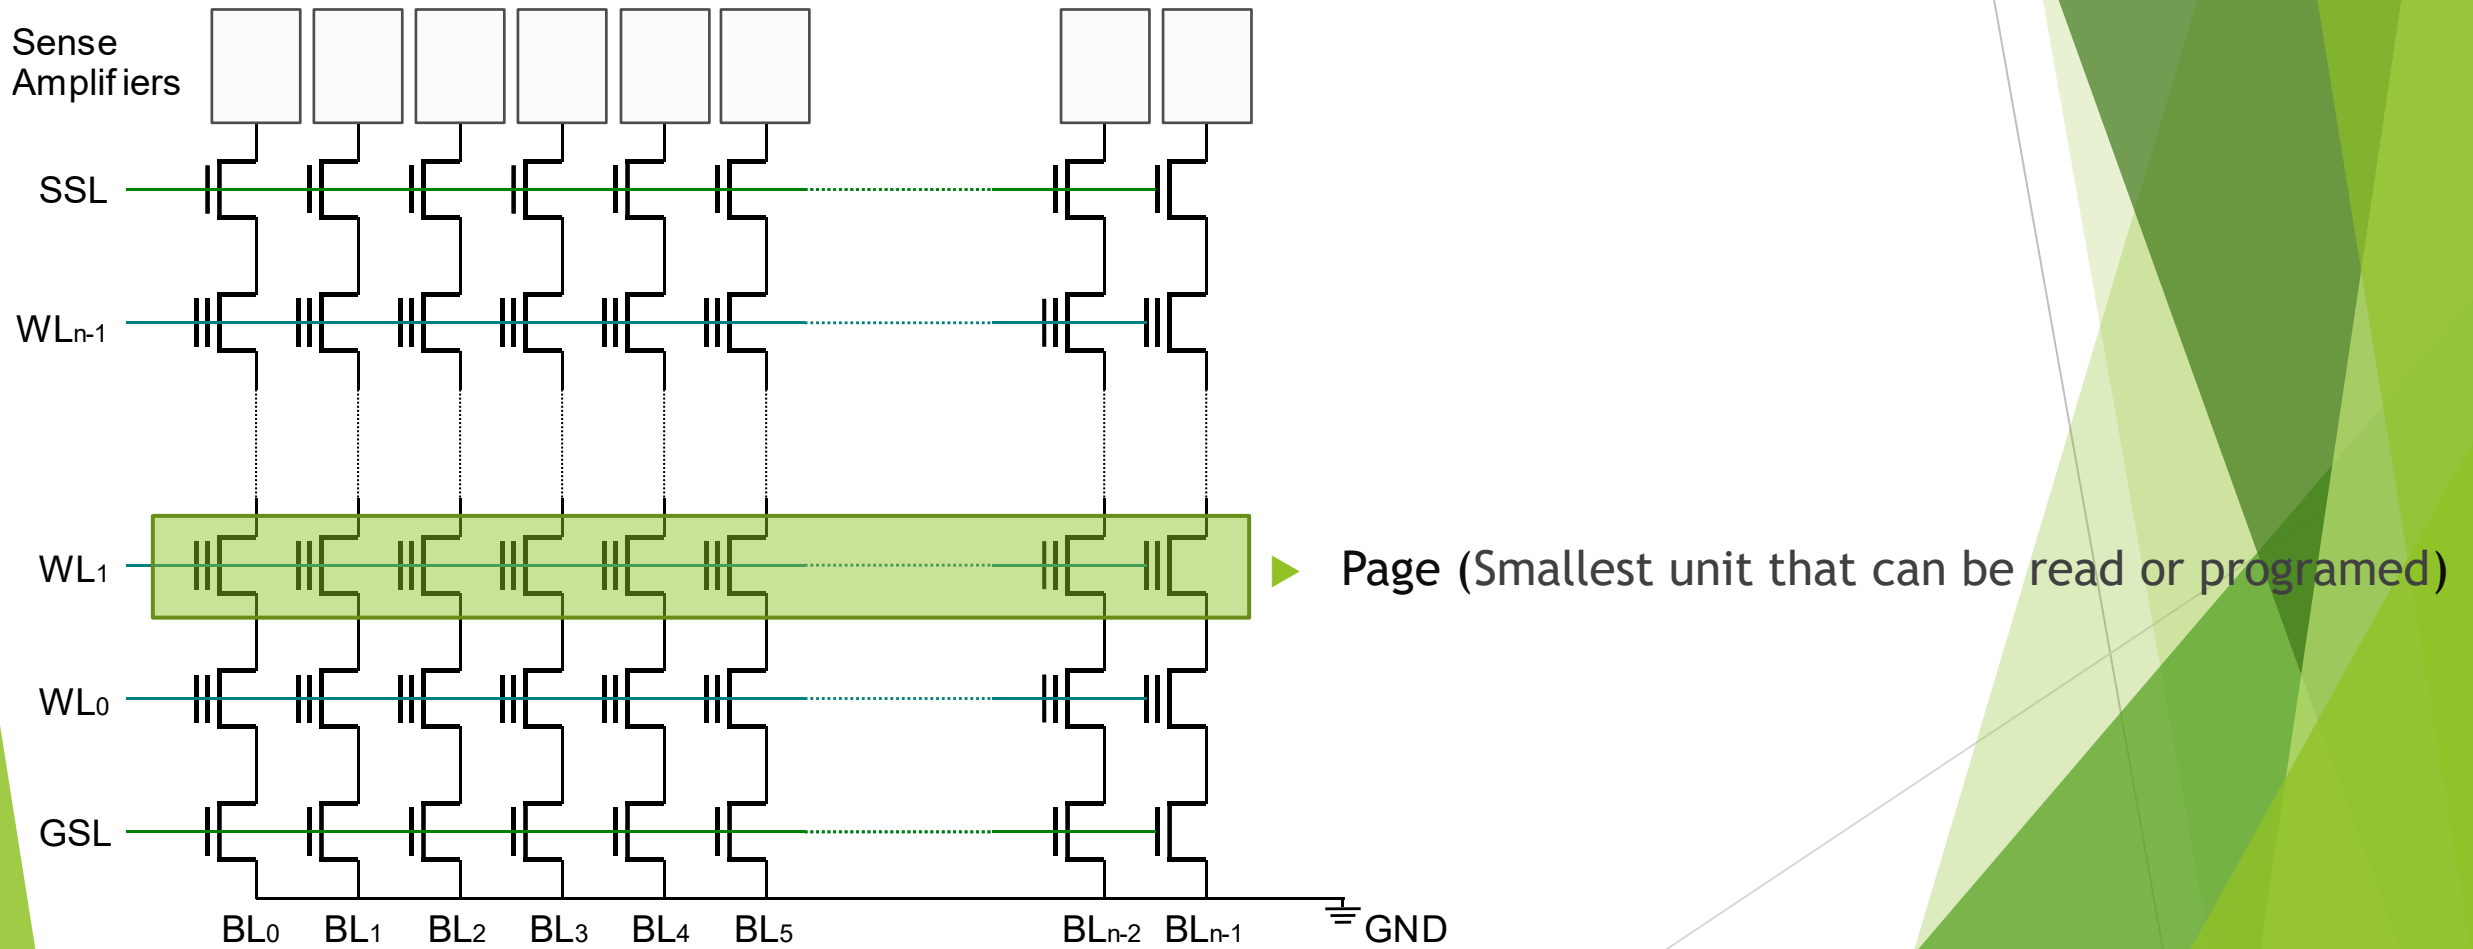 Sense
Amplifiers
SSL
WLn-1
WL1
Page (Smallest unit that can be read or programed)
WL0
GSL
BL0 BL1 BL2 BL3 BL4 BL5 BLn-2 BLn-1 GND